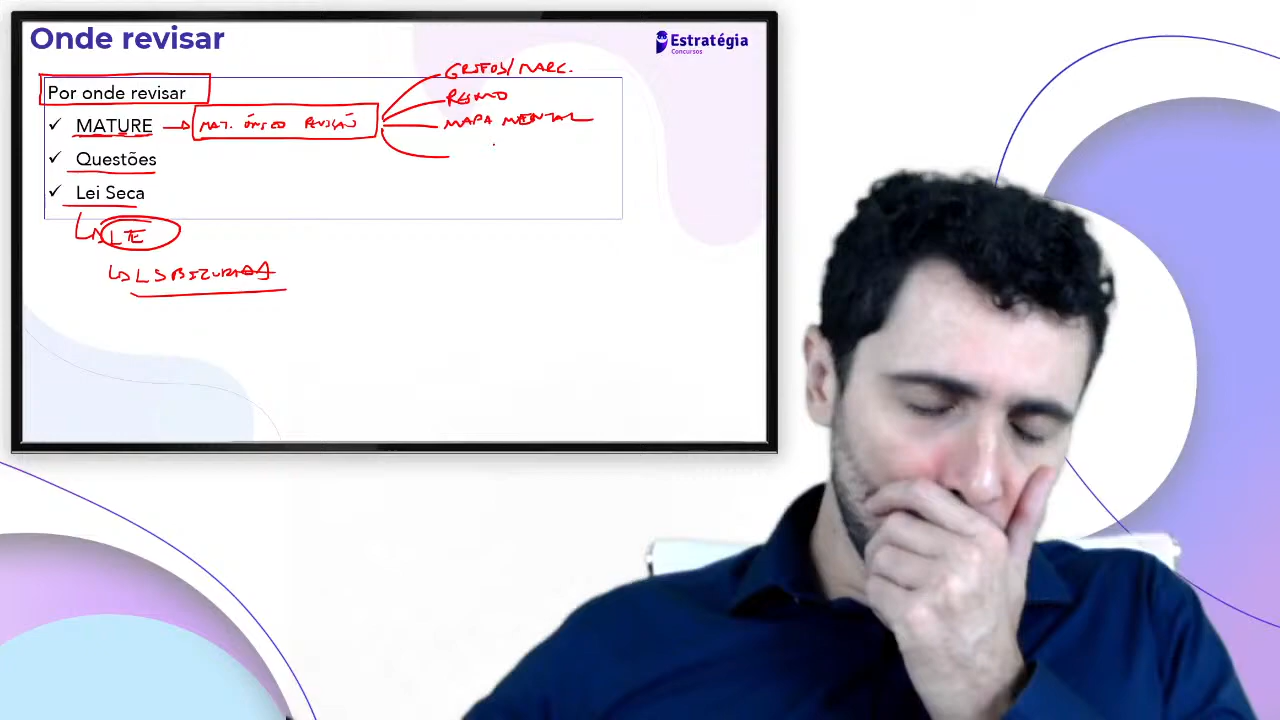 Onde revisar
Estratégia
Concursos
Por onde revisar
✓ MATURE → MAT. ÚNICO REVISÃO
GRIFOS/MARC.
RESUMO
MAPA MENTAL
✓ Questões
✓ Lei Seca
LTE